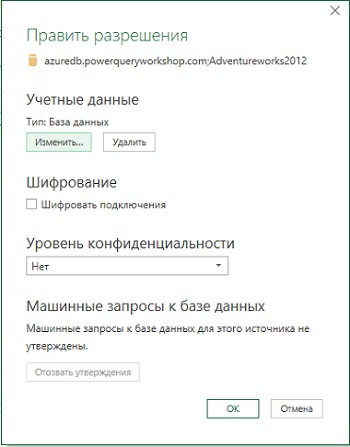 Править разрешения
azuredb.powerqueryworkshop.com;Adventureworks2012
Учетные данные
Тип: База данных
Изменить...
Удалить
Шифрование
Шифровать подключения
Уровень конфиденциальности
Нет
Машинные запросы к базе данных
Машинные запросы к базе данных для этого источника не
утверждены.
Отозвать утверждения
ОК
Отмена